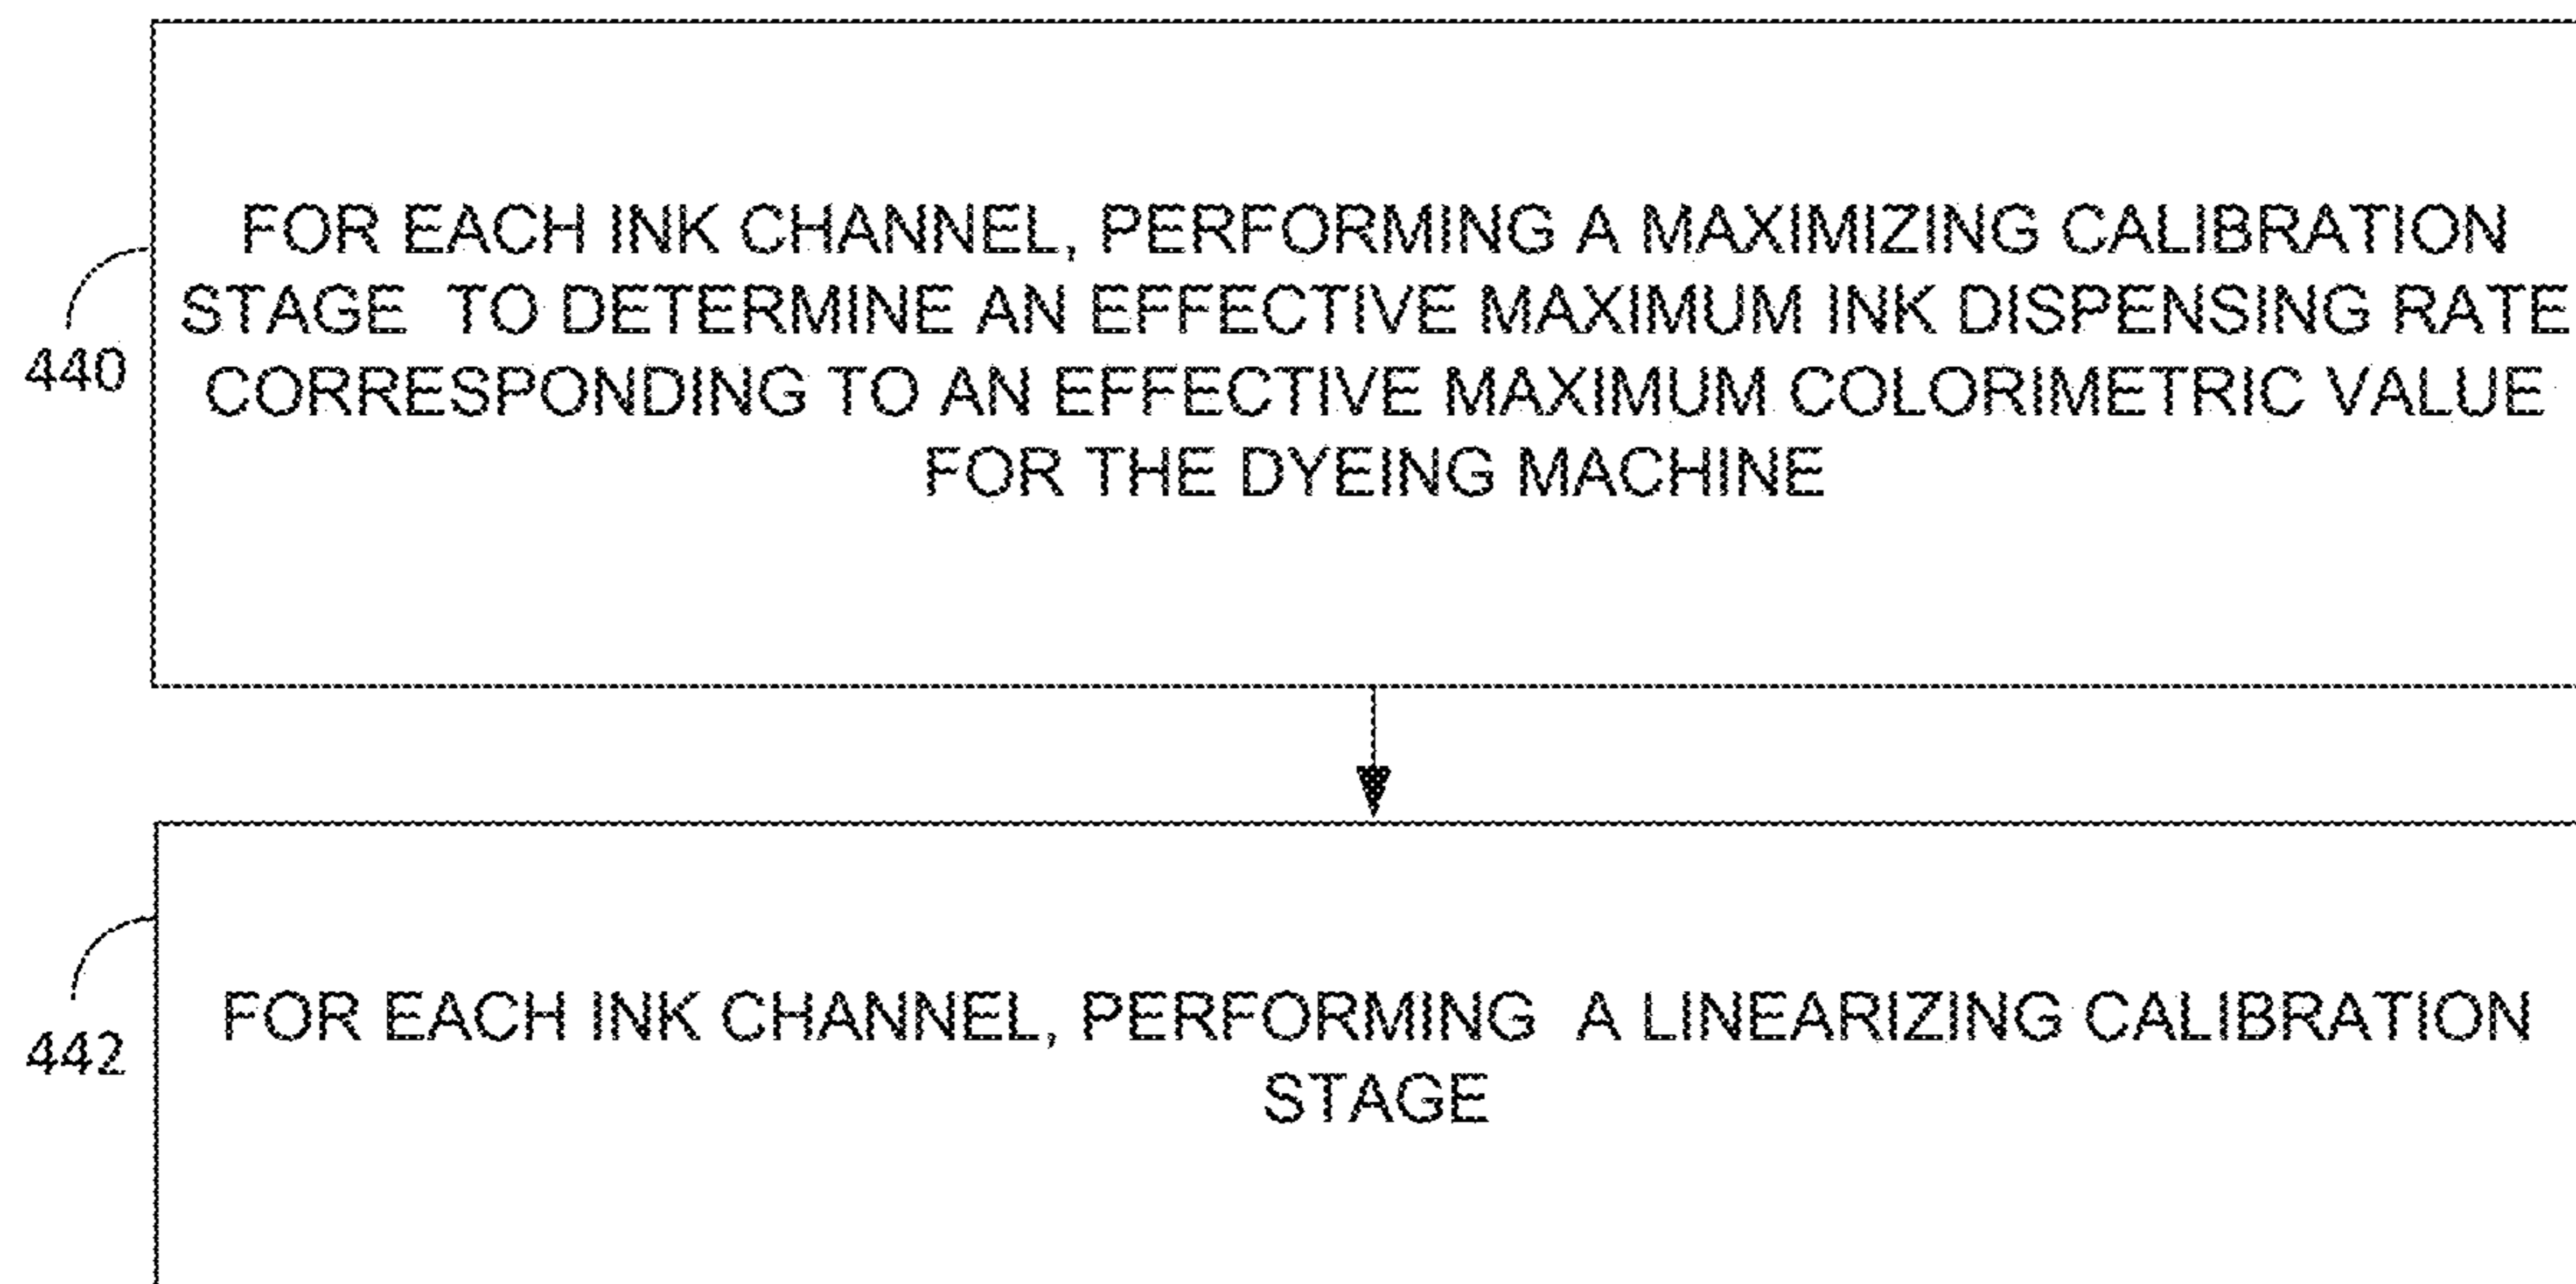 FOR EACH INK CHANNEL, PERFORMING A MAXIMIZING CALIBRATION
STAGE TO DETERMINE AN EFFECTIVE MAXIMUM INK DISPENSING RATE
CORRESPONDING TO AN EFFECTIVE MAXIMUM COLORIMETRIC VALUE
FOR THE DYEING MACHINE
440
FOR EACH INK CHANNEL, PERFORMING A LINEARIZING CALIBRATION
STAGE
442